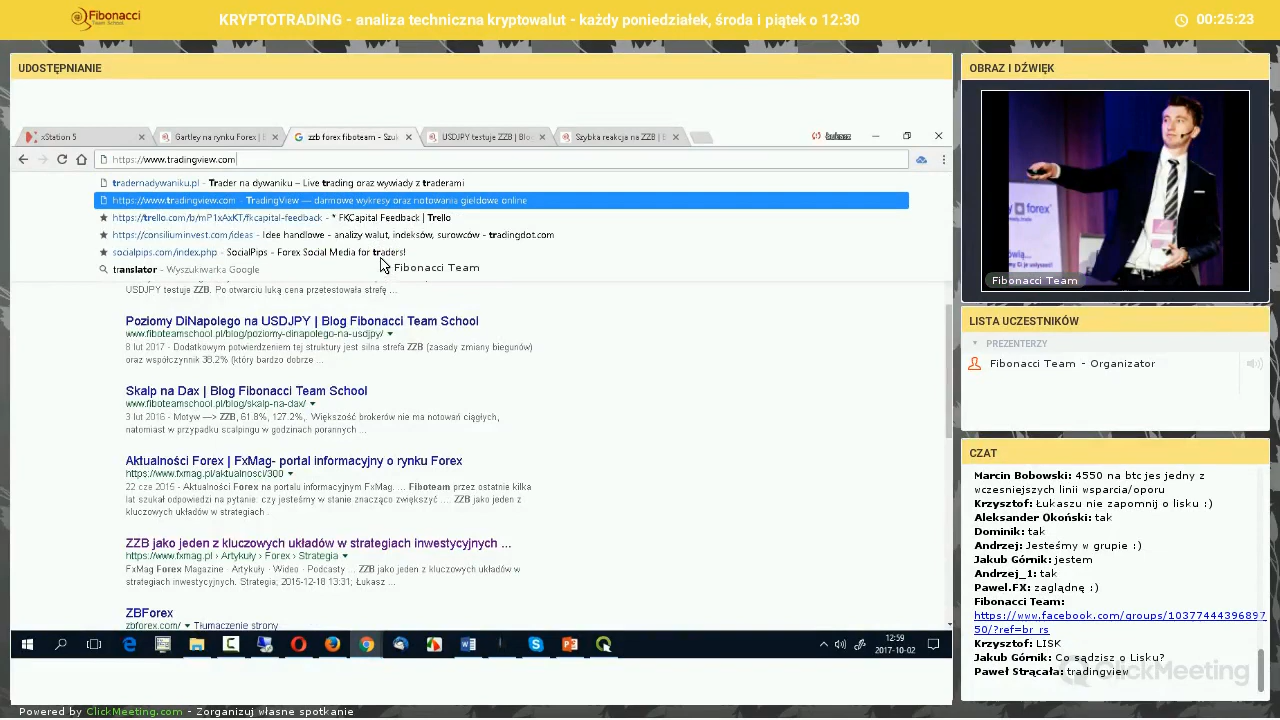 Fibonacci
Team School
KRYPTOTRADING - analiza techniczna kryptowalut - każdy poniedziałek, środa i piątek o 12:30
00:25:23
UDOSTĘPNIANIE
xStation 5
Gartley na rynku Forex | B
zzb forex fiboteam - Szuk
USDJPY testuje ZZB | Blo
Szybka reakcja na ZZB | B
https://www.tradingview.com
tradernadywaniku.pl - Trader na dywaniku – Live trading oraz wywiady z traderami
https://www.tradingview.com - TradingView — darmowe wykresy oraz notowania giełdowe online
https://trello.com/b/mP1xAxKT/fkcapital-feedback - * FKCapital Feedback | Trello
https://consiliuminvest.com/ideas - Idee handlowe - analizy walut, indeksów, surowców - tradingdot.com
socialpips.com/index.php - SocialPips - Forex Social Media for traders!
translator - Wyszukiwarka Google
Fibonacci Team
USDJPY testuje ZZB. Po otwarciu luką cena przetestowała strefę ...
Poziomy DiNapolego na USDJPY | Blog Fibonacci Team School
www.fiboteamschool.pl/blog/poziomy-dinapolego-na-usdjpy/
8 lut 2017 - Dodatkowym potwierdzeniem tej struktury jest silna strefa ZZB (zasady zmiany biegunów)
oraz współczynnik 38.2% (który bardzo dobrze ...
Skalp na Dax | Blog Fibonacci Team School
www.fiboteamschool.pl/blog/skalp-na-dax/
3 lut 2016 - Motyw —> ZZB, 61.8%, 127.2%, Większość brokerów nie ma notowań ciągłych,
natomiast w przypadku scalpingu w godzinach porannych ...
Aktualności Forex | FxMag- portal informacyjny o rynku Forex
https://www.fxmag.pl/aktualnosci/300
22 cze 2015 - Aktualności Forex na portalu informacyjnym FxMag. ... Fiboteam przez ostatnie kilka
lat szukał odpowiedzi na pytanie: czy jesteśmy w stanie znacząco zwiększyć .... ZZB jako jeden z
kluczowych układów w strategiach .
ZZB jako jeden z kluczowych układów w strategiach inwestycyjnych ...
https://www.fxmag.pl › Artykuły › Forex › Strategia
FxMag Forex Magazine · Artykuły · Wideo · Podcasty ... ZZB jako jeden z kluczowych układów w
strategiach inwestycyjnych. Strategia, 2015-12-18 13:31; Łukasz...
ZBForex
zbforex.com/ Tłumaczenie strony
12:59
2017-10-02
OBRAZ I DŹWIĘK
Fibonacci Team
LISTA UCZESTNIKÓW
PREZENTERZY
Fibonacci Team - Organizator
CZAT
Marcin Bobowski: 4550 na btc jes jedny z
wczesniejszych linii wsparcia/oporu
Krzysztof: Łukaszu nie zapomnij o lisku :)
Aleksander Okoński: tak
Dominik: tak
Andrzej: Jesteśmy w grupie :)
Jakub Górnik: jestem
Andrzej_1: tak
Pawel.FX: zaglądnę :)
Fibonacci Team:
https://www.facebook.com/groups/10377444396897
50/?ref=br_rs
Krzysztof: LISK
Jakub Górnik: Co sądzisz o Lisku?
Paweł Strącała: tradingview
ClickMeeting
Powered by ClickMeeting.com - Zorganizuj własne spotkanie